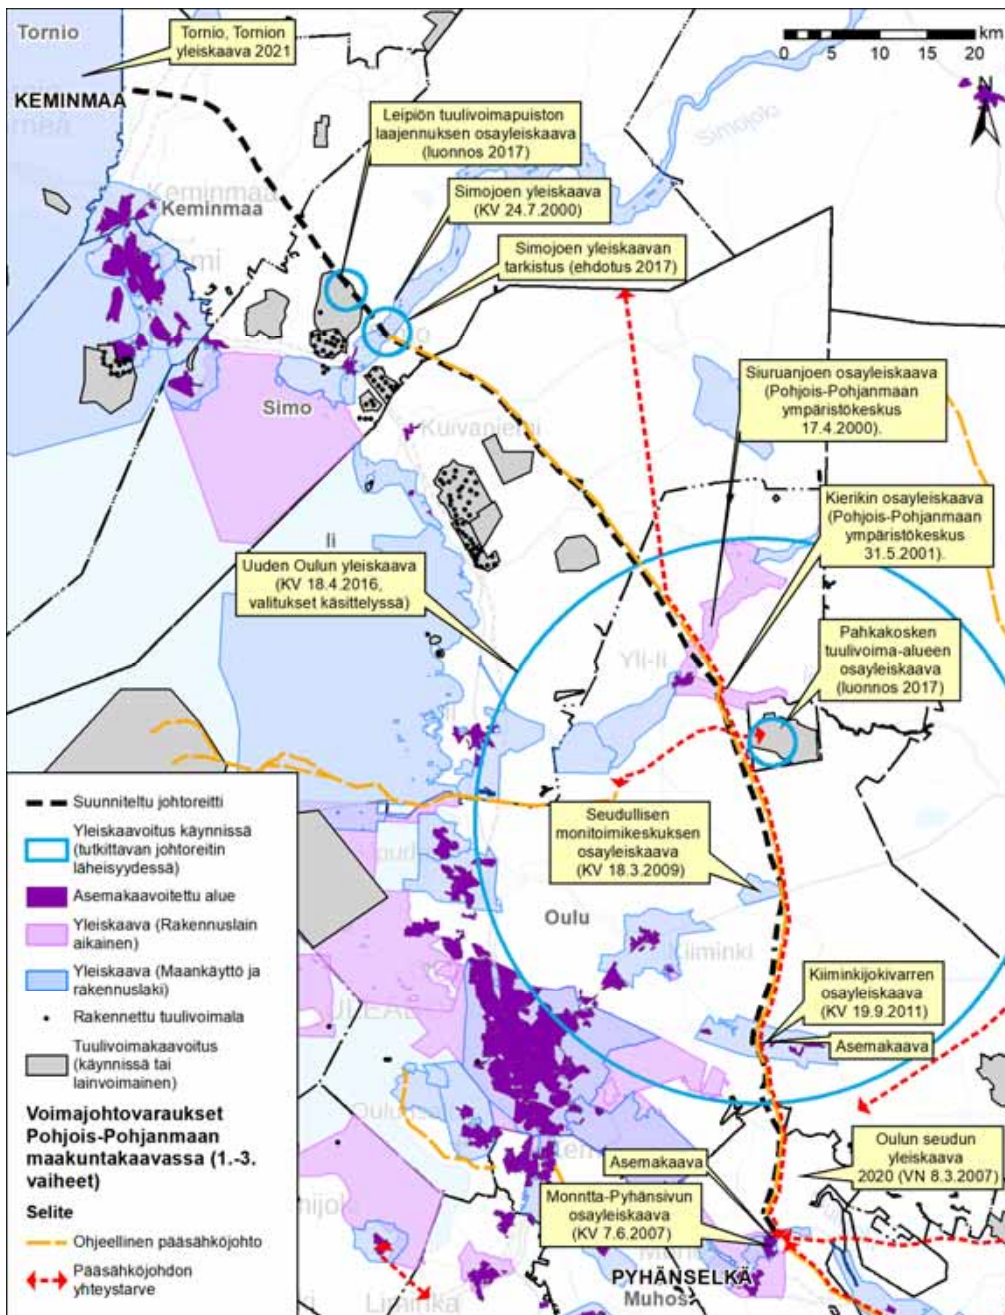 Tornio
Tornio, Tornion
yleiskaava 2021
km
0 5 10 15 20
N
KEMINMAA
Leipiön tuulivoimapuiston
laajennuksen osayleiskaava
(luonnos 2017)
Simojoki
Simojoen yleiskaava
(KV 24.7.2000)
Keminmaa
Keminmaa
Simojoen yleiskaavan
tarkistus (ehdotus 2017)
Simo
Kuivaniemi
Siuruanjoen osayleiskaava
(Pohjois-Pohjanmaan
ympäristökeskus
17.4.2000).
Kierikin osayleiskaava
(Pohjois-Pohjanmaan
ympäristökeskus
31.5.2001).
Ii
Uuden Oulun yleiskaava
(KV 18.4.2016,
valitukset käsittelyssä)
Yli-Ii
Pahkakosken
tuulivoima-alueen
osayleiskaava
(luonnos 2017)
Seudullisen
monitoimikeskuksen
osayleiskaava
(KV 18.3.2009)
Oulu
Kiiminki
Kiiminkijokivarren
osayleiskaava
(KV 19.9.2011)
Asemakaava
Oulun seudun
yleiskaava
2020 (VN 8.3.2007)
Asemakaava
Monntta-Pyhänsivun
osayleiskaava
(KV 7.6.2007)
PYHÄNSELKÄ
Muhos
Liminka
Suunniteltu johtoreitti
Yleiskaavoitus käynnissä
(tutkittavan johtoreitin
läheisyydessä)
Asemakaavoitettu alue
Yleiskaava (Rakennuslain
aikainen)
Yleiskaava (Maankäyttö ja
rakennuslaki)
Rakennettu tuulivoimala
Tuulivoimakaavoitus
(käynnissä tai
lainvoimainen)
Voimajohtovaraukset
Pohjois-Pohjanmaan
maakuntakaavassa (1.-3.
vaiheet)
Selite
Ohjeellinen pääsähköjohto
Pääsähköjohdon
yhteystarve